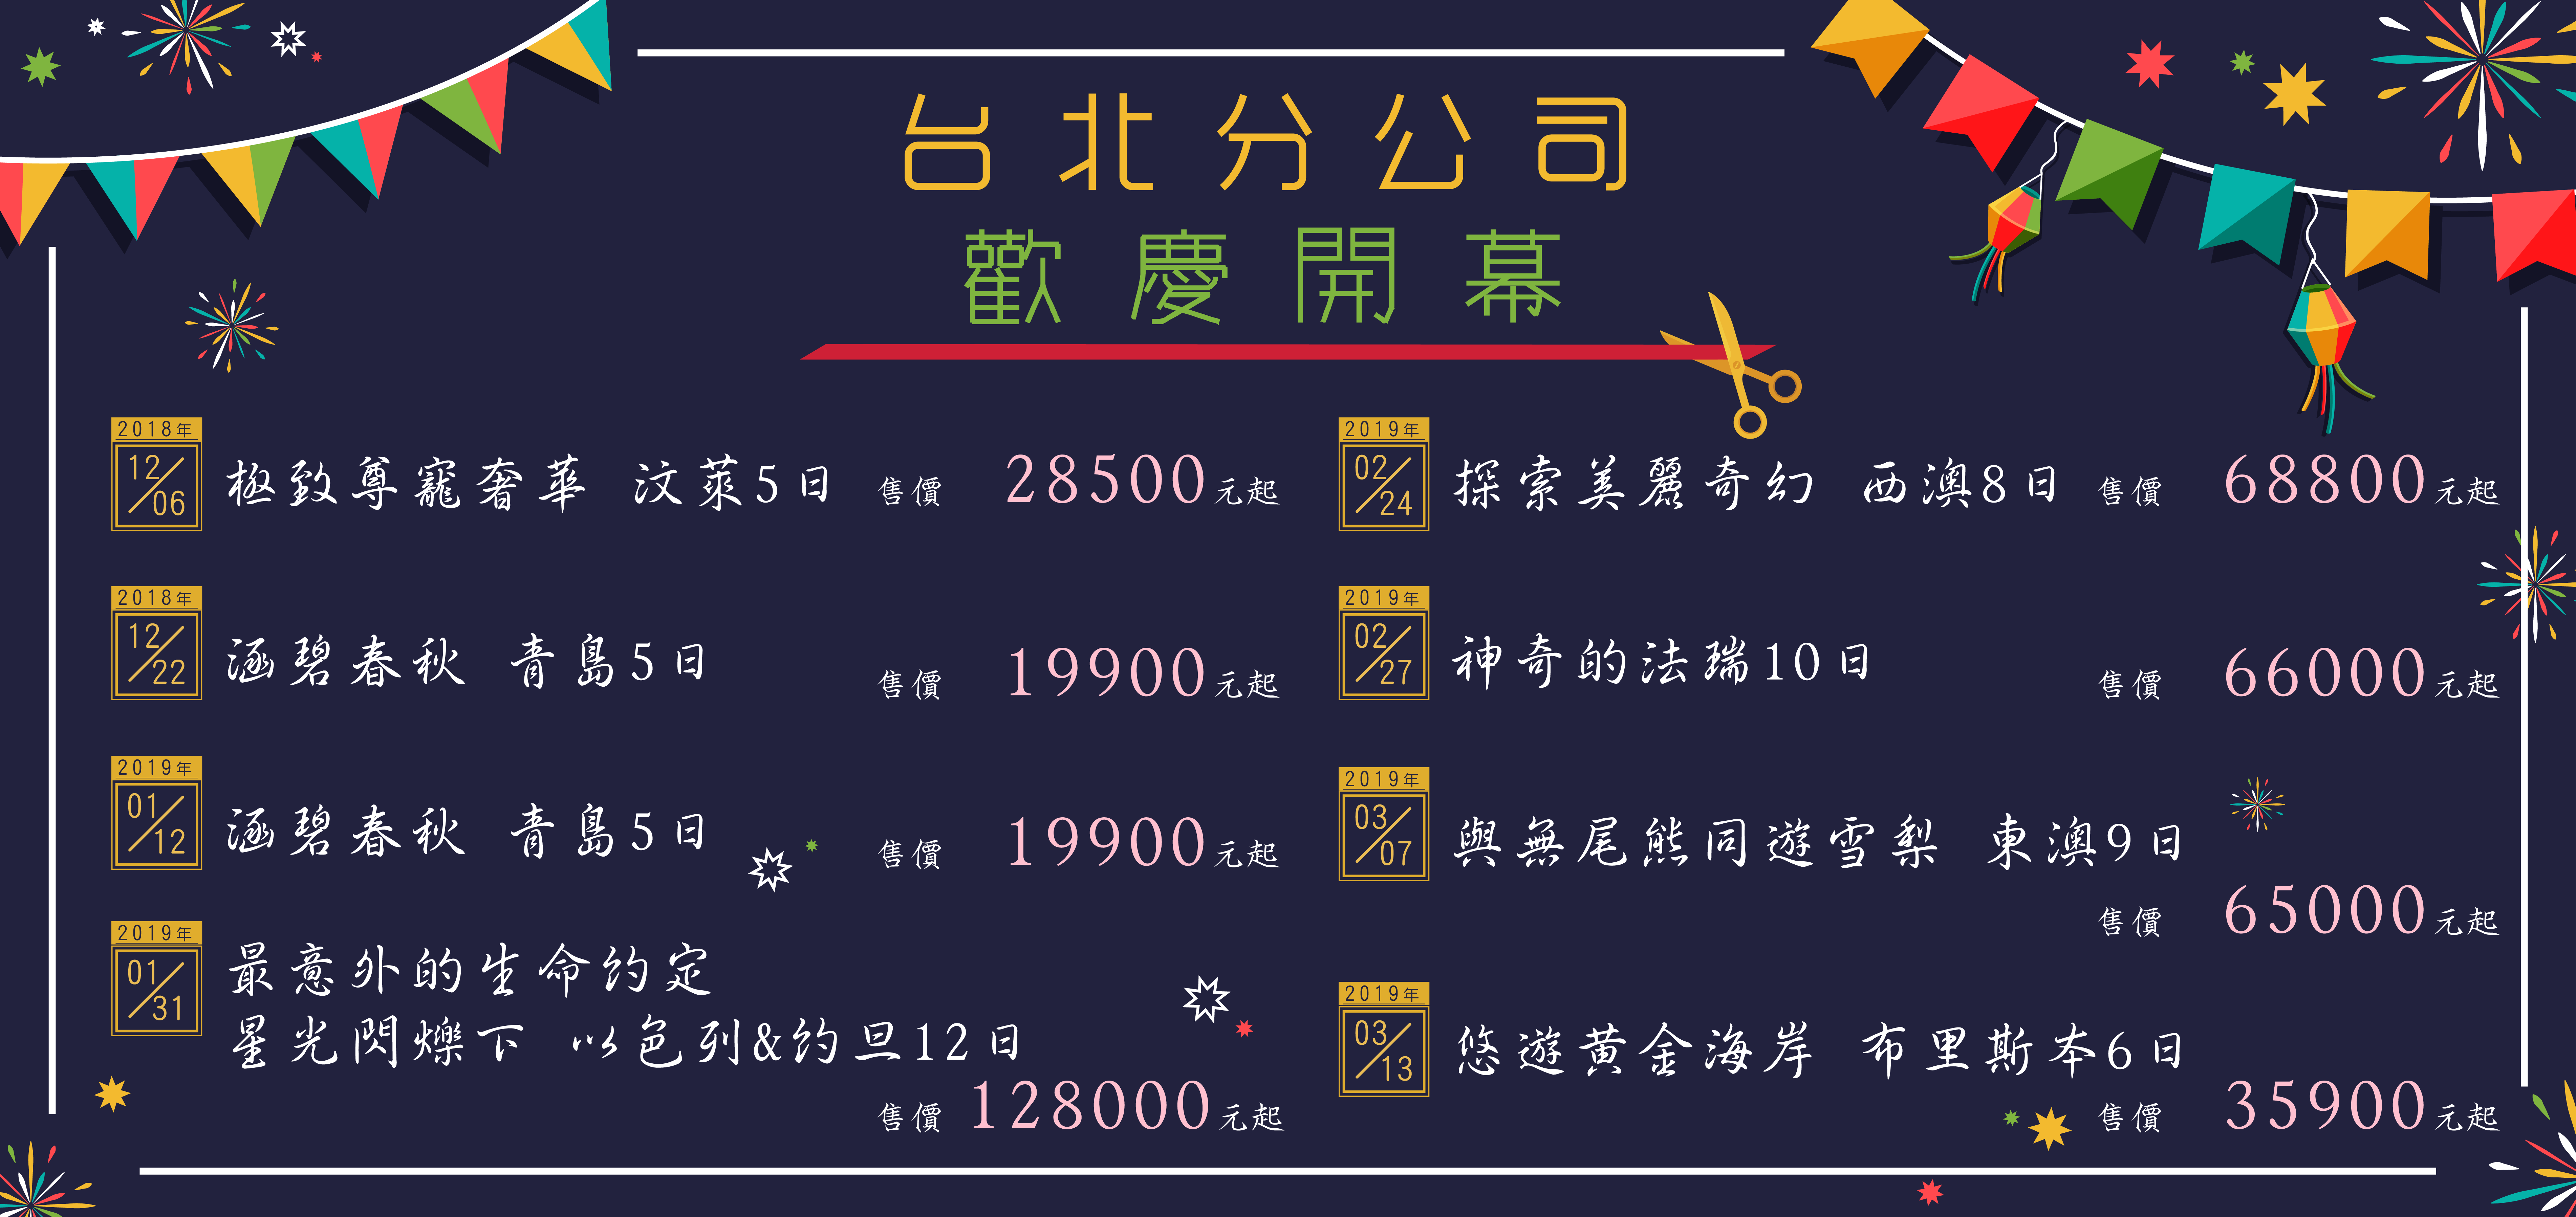 台北分公司
歡慶開幕
2018年
12/06
極致尊寵奢華 汶萊5日 售價 28500元起
2018年
12/22
涵碧春秋 青島5日 售價 19900元起
2019年
01/12
涵碧春秋 青島5日 售價 19900元起
2019年
01/31
最意外的生命約定
星光閃爍下 以色列&約旦12日
售價 128000元起
2019年
02/24
探索美麗奇幻 西澳8日 售價 68800元起
2019年
02/27
神奇的法瑞10日 售價 66000元起
2019年
03/07
與無尾熊同遊雪梨 東澳9日
售價 65000元起
2019年
03/13
悠遊黃金海岸 布里斯本6日
售價 35900元起